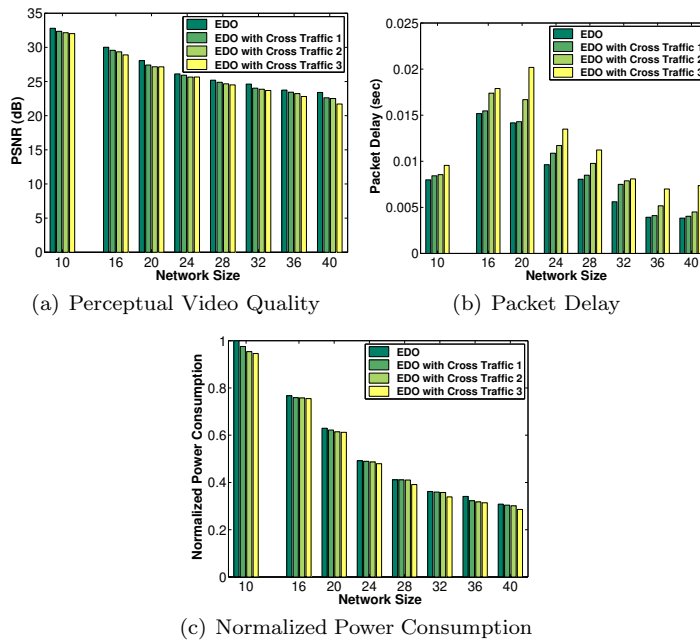 35
30
25
20
15
10
5
0
PSNR (dB)
EDO
EDO with Cross Traffic 1
EDO with Cross Traffic 2
EDO with Cross Traffic 3
10 16 20 24 28 32 36 40
Network Size
(a) Perceptual Video Quality
0.025
0.02
0.015
0.01
0.005
0
Packet Delay (sec)
EDO
EDO with Cross Traffic 1
EDO with Cross Traffic 2
EDO with Cross Traffic 3
10 16 20 24 28 32 36 40
Network Size
(b) Packet Delay
1
0.8
0.6
0.4
0.2
0
Normalized Power Consumption
EDO
EDO with Cross Traffic 1
EDO with Cross Traffic 2
EDO with Cross Traffic 3
10 16 20 24 28 32 36 40
Network Size
(c) Normalized Power Consumption